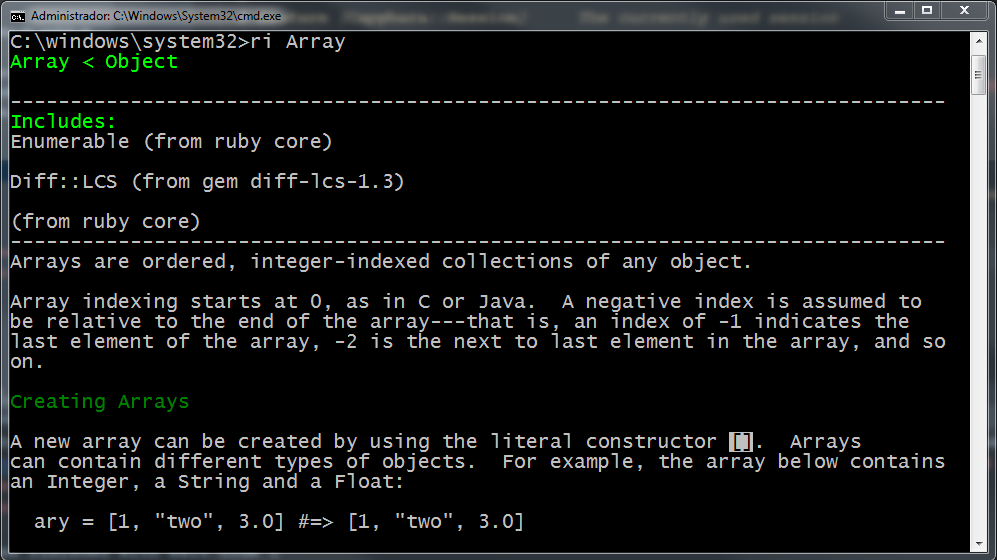 Administrador: C:\Windows\System32\cmd.exe
C:\windows\system32>ri Array
Array < Object
------------------------------------------------------------------------------
Includes:
Enumerable (from ruby core)
Diff::LCS (from gem diff-lcs-1.3)
(from ruby core)
------------------------------------------------------------------------------
Arrays are ordered, integer-indexed collections of any object.
Array indexing starts at 0, as in C or Java.  A negative index is assumed to
be relative to the end of the array---that is, an index of -1 indicates the
last element of the array, -2 is the next to last element in the array, and so
on.
Creating Arrays
A new array can be created by using the literal constructor [].  Arrays
can contain different types of objects.  For example, the array below contains
an Integer, a String and a Float:
ary = [1, "two", 3.0] #=> [1, "two", 3.0]